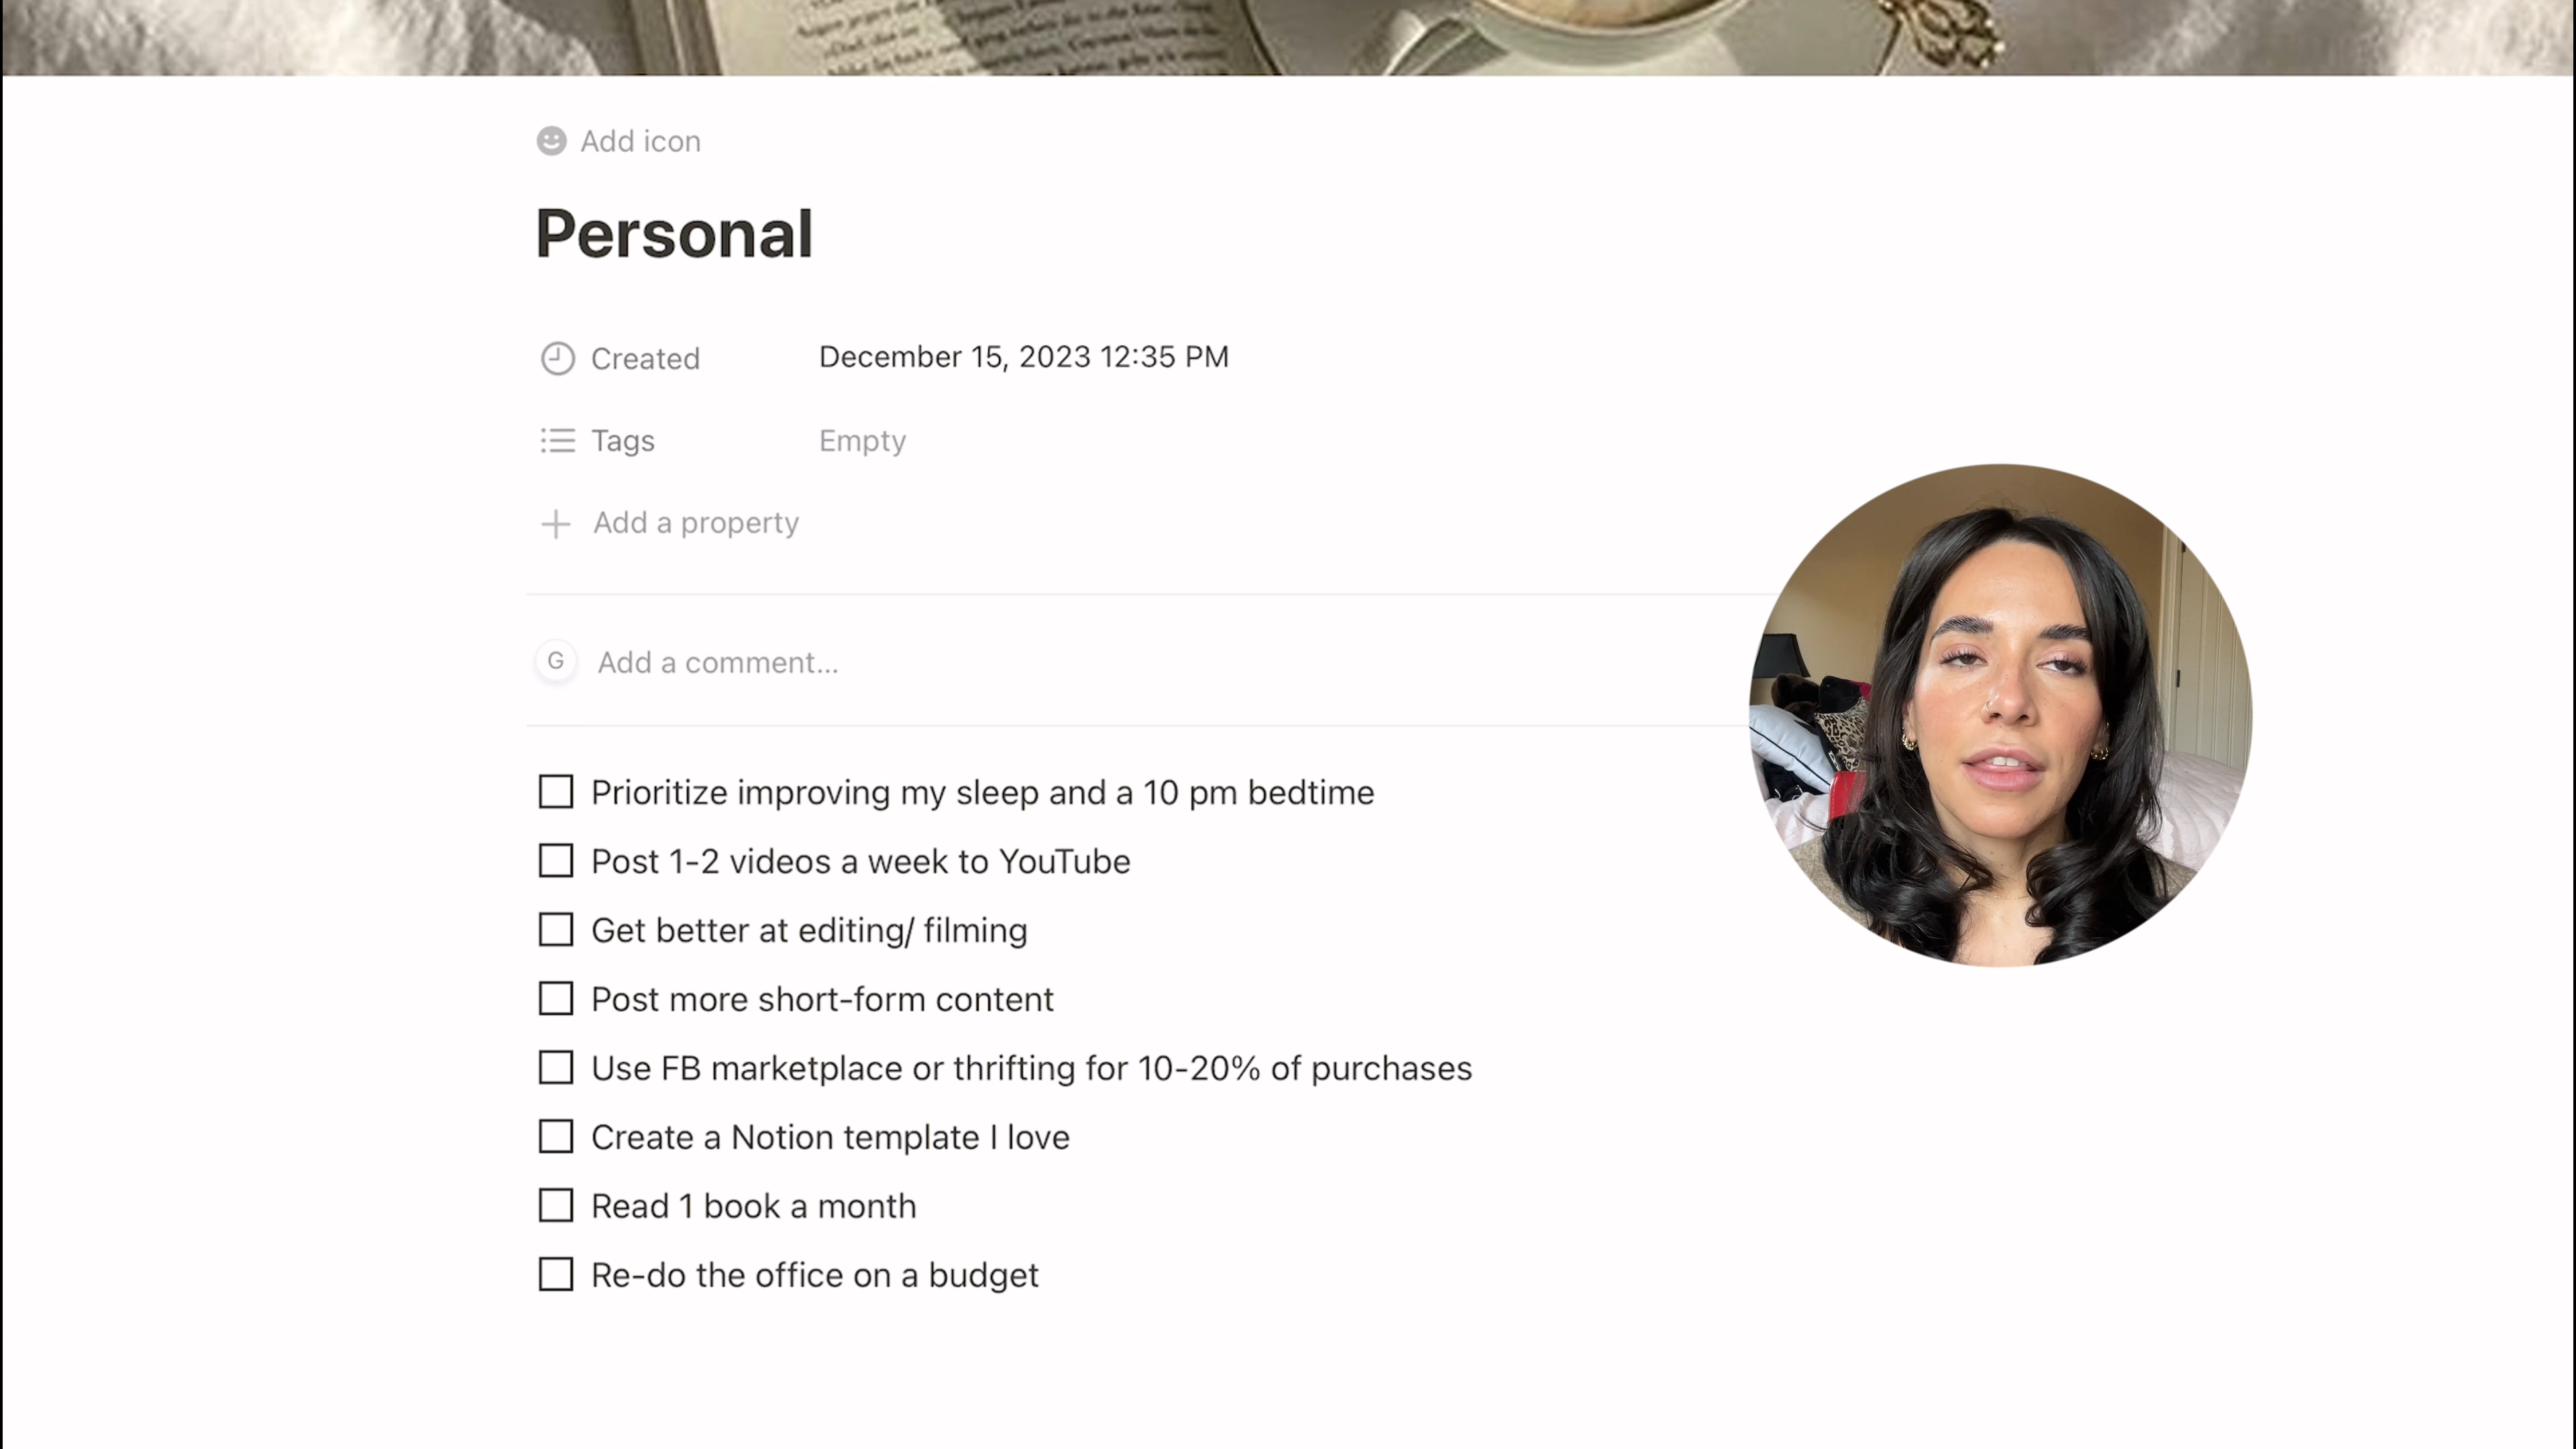 Add icon
Personal
Created December 15, 2023 12:35 PM
Tags Empty
Add a property
G Add a comment...
Prioritize improving my sleep and a 10 pm bedtime
Post 1-2 videos a week to YouTube
Get better at editing/ filming
Post more short-form content
Use FB marketplace or thrifting for 10-20% of purchases
Create a Notion template I love
Read 1 book a month
Re-do the office on a budget